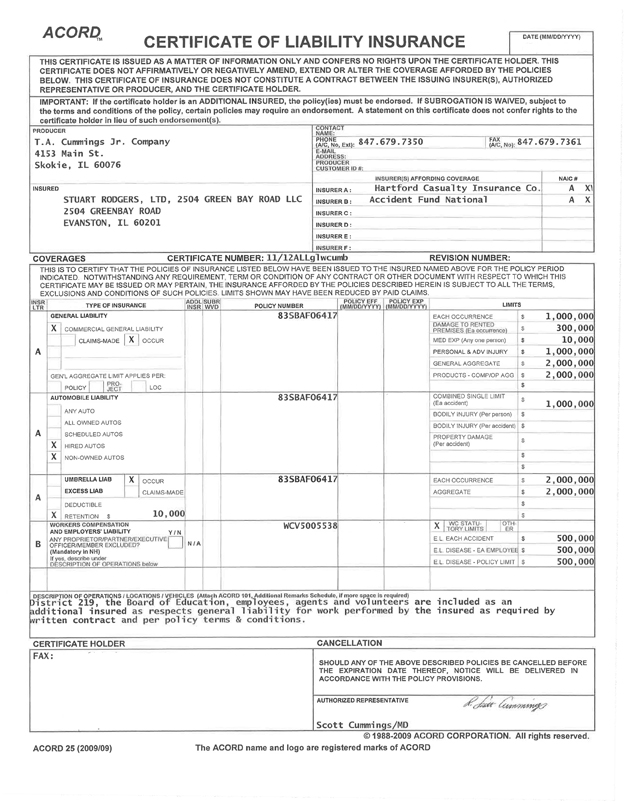 ACORD™
CERTIFICATE OF LIABILITY INSURANCE
DATE (MM/DD/YYYY)
THIS CERTIFICATE IS ISSUED AS A MATTER OF INFORMATION ONLY AND CONFERS NO RIGHTS UPON THE CERTIFICATE HOLDER. THIS
CERTIFICATE DOES NOT AFFIRMATIVELY OR NEGATIVELY AMEND, EXTEND OR ALTER THE COVERAGE AFFORDED BY THE POLICIES
BELOW. THIS CERTIFICATE OF INSURANCE DOES NOT CONSTITUTE A CONTRACT BETWEEN THE ISSUING INSURER(S), AUTHORIZED
REPRESENTATIVE OR PRODUCER, AND THE CERTIFICATE HOLDER.
IMPORTANT: If the certificate holder is an ADDITIONAL INSURED, the policy(ies) must be endorsed. If SUBROGATION IS WAIVED, subject to
the terms and conditions of the policy, certain policies may require an endorsement. A statement on this certificate does not confer rights to the
certificate holder in lieu of such endorsement(s).
PRODUCER
T.A. Cummings Jr. Company
4153 Main St.
Skokie, IL 60076
CONTACT
NAME:
PHONE
(A/C, No, Ext): 847.679.7350
FAX
(A/C, No): 847.679.7361
E-MAIL
ADDRESS:
PRODUCER
CUSTOMER ID #:
INSURER(S) AFFORDING COVERAGE NAIC #
INSURED
STUART RODGERS, LTD, 2504 GREEN BAY ROAD LLC
2504 GREENBAY ROAD
EVANSTON, IL 60201
INSURER A : Hartford Casualty Insurance Co. A X\
INSURER B : Accident Fund National A X
INSURER C :
INSURER D :
INSURER E :
INSURER F :
COVERAGES CERTIFICATE NUMBER: 11/12ALLglwcumb REVISION NUMBER:
THIS IS TO CERTIFY THAT THE POLICIES OF INSURANCE LISTED BELOW HAVE BEEN ISSUED TO THE INSURED NAMED ABOVE FOR THE POLICY PERIOD
INDICATED. NOTWITHSTANDING ANY REQUIREMENT, TERM OR CONDITION OF ANY CONTRACT OR OTHER DOCUMENT WITH RESPECT TO WHICH THIS
CERTIFICATE MAY BE ISSUED OR MAY PERTAIN, THE INSURANCE AFFORDED BY THE POLICIES DESCRIBED HEREIN IS SUBJECT TO ALL THE TERMS,
EXCLUSIONS AND CONDITIONS OF SUCH POLICIES. LIMITS SHOWN MAY HAVE BEEN REDUCED BY PAID CLAIMS.
INSR LTR TYPE OF INSURANCE ADDL INSR SUBR WVD POLICY NUMBER POLICY EFF (MM/DD/YYYY) POLICY EXP (MM/DD/YYYY) LIMITS
A
GENERAL LIABILITY
X COMMERCIAL GENERAL LIABILITY
CLAIMS-MADE X OCCUR
GEN'L AGGREGATE LIMIT APPLIES PER:
POLICY PRO-JECT LOC
83SBAF06417
EACH OCCURRENCE $ 1,000,000
DAMAGE TO RENTED
PREMISES (Ea occurrence) $ 300,000
MED EXP (Any one person) $ 10,000
PERSONAL & ADV INJURY $ 1,000,000
GENERAL AGGREGATE $ 2,000,000
PRODUCTS - COMP/OP AGG $ 2,000,000
$
A
AUTOMOBILE LIABILITY
ANY AUTO
ALL OWNED AUTOS
SCHEDULED AUTOS
X HIRED AUTOS
X NON-OWNED AUTOS
83SBAF06417
COMBINED SINGLE LIMIT
(Ea accident) $ 1,000,000
BODILY INJURY (Per person) $
BODILY INJURY (Per accident) $
PROPERTY DAMAGE
(Per accident) $
$
$
A
UMBRELLA LIAB X OCCUR
EXCESS LIAB CLAIMS-MADE
DEDUCTIBLE
X RETENTION $ 10,000
83SBAF06417
EACH OCCURRENCE $ 2,000,000
AGGREGATE $ 2,000,000
$
$
B
WORKERS COMPENSATION
AND EMPLOYERS' LIABILITY Y / N
ANY PROPRIETOR/PARTNER/EXECUTIVE
OFFICER/MEMBER EXCLUDED? N / A
(Mandatory in NH)
If yes, describe under
DESCRIPTION OF OPERATIONS below
WCV5005538
X WC STATU-TORY LIMITS OTH-ER
E.L. EACH ACCIDENT $ 500,000
E.L. DISEASE - EA EMPLOYEE $ 500,000
E.L. DISEASE - POLICY LIMIT $ 500,000
DESCRIPTION OF OPERATIONS / LOCATIONS / VEHICLES (Attach ACORD 101, Additional Remarks Schedule, if more space is required)
District 219, the Board of Education, employees, agents and volunteers are included as an
additional insured as respects general liability for work performed by the insured as required by
written contract and per policy terms & conditions.
CERTIFICATE HOLDER
FAX:
CANCELLATION
SHOULD ANY OF THE ABOVE DESCRIBED POLICIES BE CANCELLED BEFORE
THE EXPIRATION DATE THEREOF, NOTICE WILL BE DELIVERED IN
ACCORDANCE WITH THE POLICY PROVISIONS.
AUTHORIZED REPRESENTATIVE
R. Scott Cummings
Scott Cummings/MD
© 1988-2009 ACORD CORPORATION. All rights reserved.
ACORD 25 (2009/09) The ACORD name and logo are registered marks of ACORD